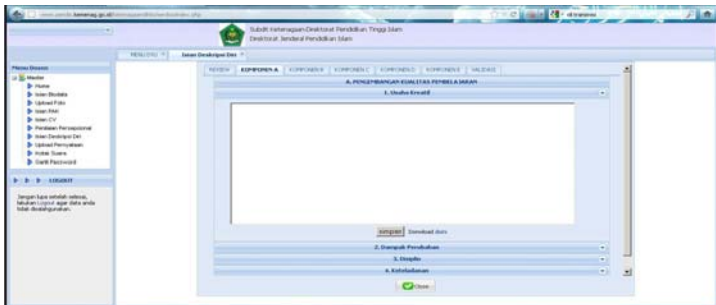 Subdit Ketenagaan Direktorat Pendidikan Tinggi Islam
Direktorat Jenderal Pendidikan Islam
Isian Deskripsi Diri
Menu Dosen
Master
Home
Isian Biodata
Upload Foto
Isian PAK
Isian CV
Penilaian Persepsional
Isian Deskripsi Diri
Upload Pernyataan
Kotak Suara
Ganti Password
LOGOUT
Jangan lupa setelah selesai,
lakukan Logout agar data anda
tidak disalahgunakan.
REVIEW KOMPONEN A KOMPONEN B KOMPONEN C KOMPONEN D KOMPONEN E VALIDASI
A. PENGEMBANGAN KUALITAS PEMBELAJARAN
1. Usaha Kreatif
simpan Download docs
2. Dampak Perubahan
3. Disiplin
4. Keteladanan
Close